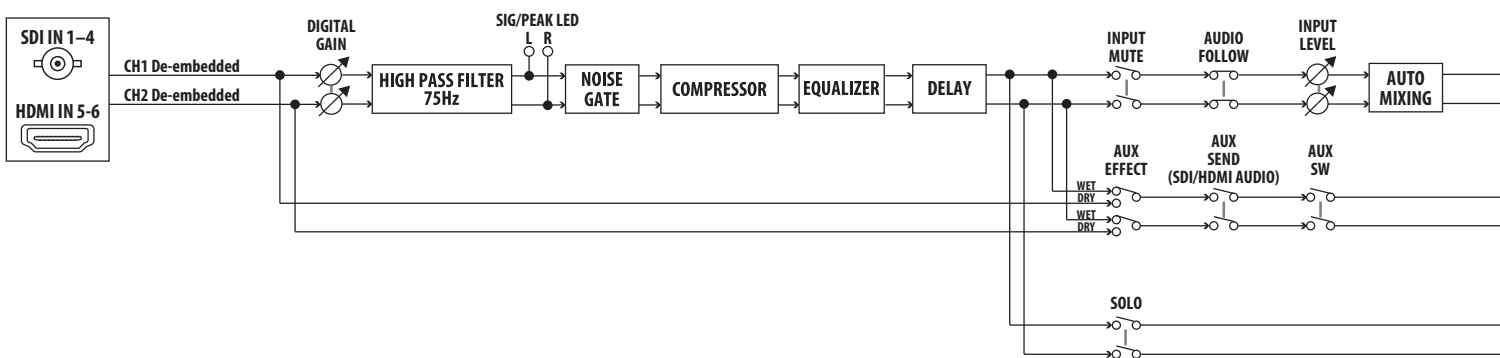 SDI IN 1–4
HDMI IN 5-6
CH1 De-embedded
CH2 De-embedded
DIGITAL
GAIN
HIGH PASS FILTER
75Hz
SIG/PEAK LED
L R
NOISE
GATE
COMPRESSOR
EQUALIZER
DELAY
INPUT
MUTE
AUDIO
FOLLOW
INPUT
LEVEL
AUTO
MIXING
AUX
EFFECT
AUX
SEND
(SDI/HDMI AUDIO)
AUX
SW
WET
DRY
WET
DRY
SOLO